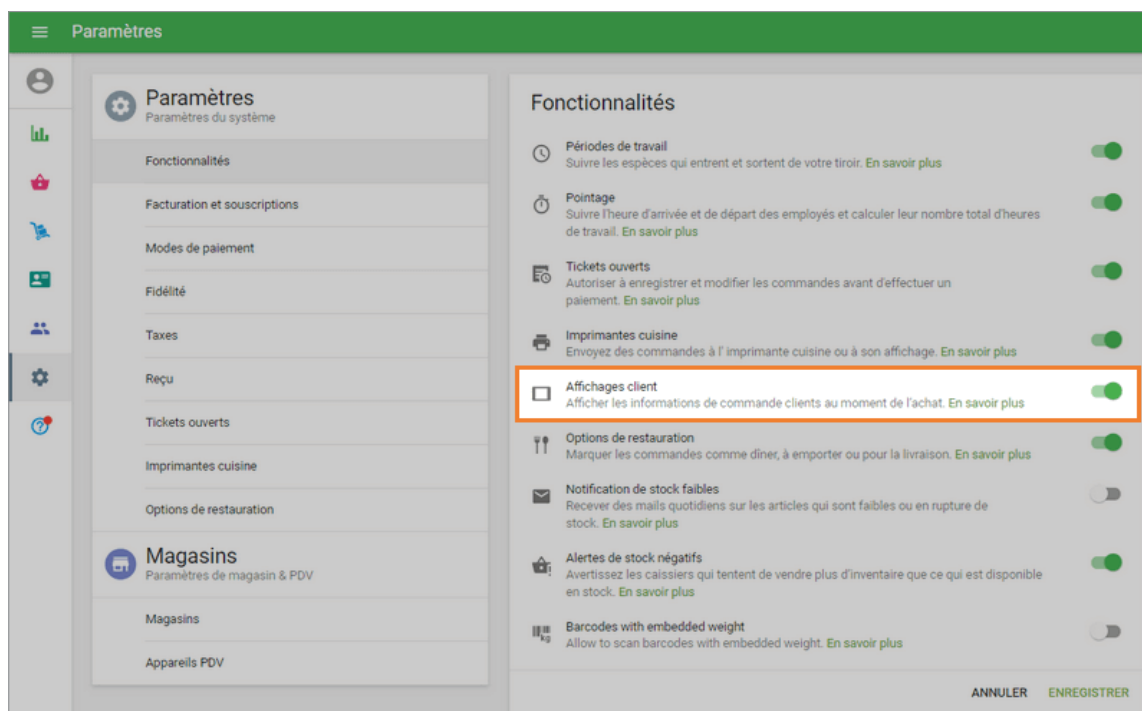 Paramètres
Paramètres
Paramètres du système
Fonctionnalités
Facturation et souscriptions
Modes de paiement
Fidélité
Taxes
Reçu
Tickets ouverts
Imprimantes cuisine
Options de restauration
Magasins
Paramètres de magasin & PDV
Magasins
Appareils PDV
Fonctionnalités
Périodes de travail
Suivre les espèces qui entrent et sortent de votre tiroir. En savoir plus
Pointage
Suivre l'heure d'arrivée et de départ des employés et calculer leur nombre total d'heures
de travail. En savoir plus
Tickets ouverts
Autoriser à enregistrer et modifier les commandes avant d'effectuer un
paiement. En savoir plus
Imprimantes cuisine
Envoyez des commandes à l' imprimante cuisine ou à son affichage. En savoir plus
Affichages client
Afficher les informations de commande clients au moment de l'achat. En savoir plus
Options de restauration
Marquer les commandes comme dîner, à emporter ou pour la livraison. En savoir plus
Notification de stock faibles
Recever des mails quotidiens sur les articles qui sont faibles ou en rupture de
stock. En savoir plus
Alertes de stock négatifs
Avertissez les caissiers qui tentent de vendre plus d'inventaire que ce qui est disponible
en stock. En savoir plus
kg
Barcodes with embedded weight
Allow to scan barcodes with embedded weight. En savoir plus
ANNULER ENREGISTRER